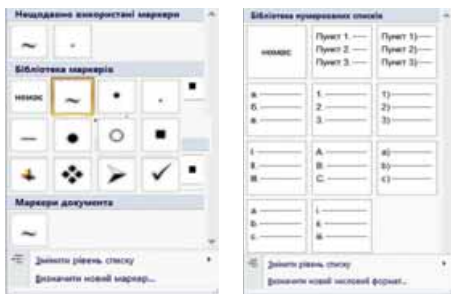 Нещодавно використані маркери
Бібліотека маркерів
немає
Маркери документа
Змінити рівень списку
Визначити новий маркер...
Бібліотека нумерованих списків
немає
Пункт 1.
Пункт 2.
Пункт 3.
Пункт 1)
Пункт 2)
Пункт 3)
а.
б.
в.
1.
2.
3.
1)
2)
3)
I.
II.
III.
A.
B.
C.
a)
b)
c)
a.
b.
c.
i.
ii.
iii.
Змінити рівень списку
Визначити новий числовий формат...